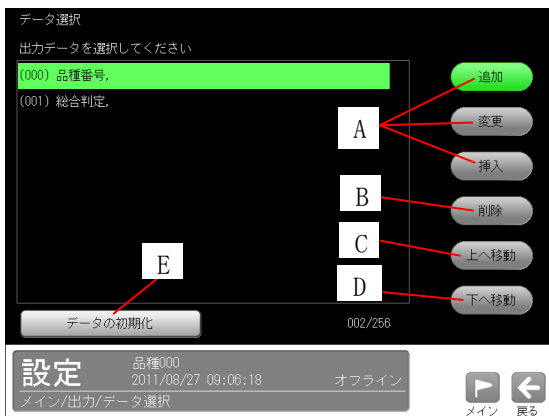 データ選択
出力データを選択してください
(000) 品種番号,
(001) 総合判定,
追加
変更
挿入
削除
上へ移動
下へ移動
A
B
C
D
E
データの初期化
002/256
設定
品種000
2011/08/27 09:06:18
オフライン
メイン/出力/データ選択
メイン
戻る